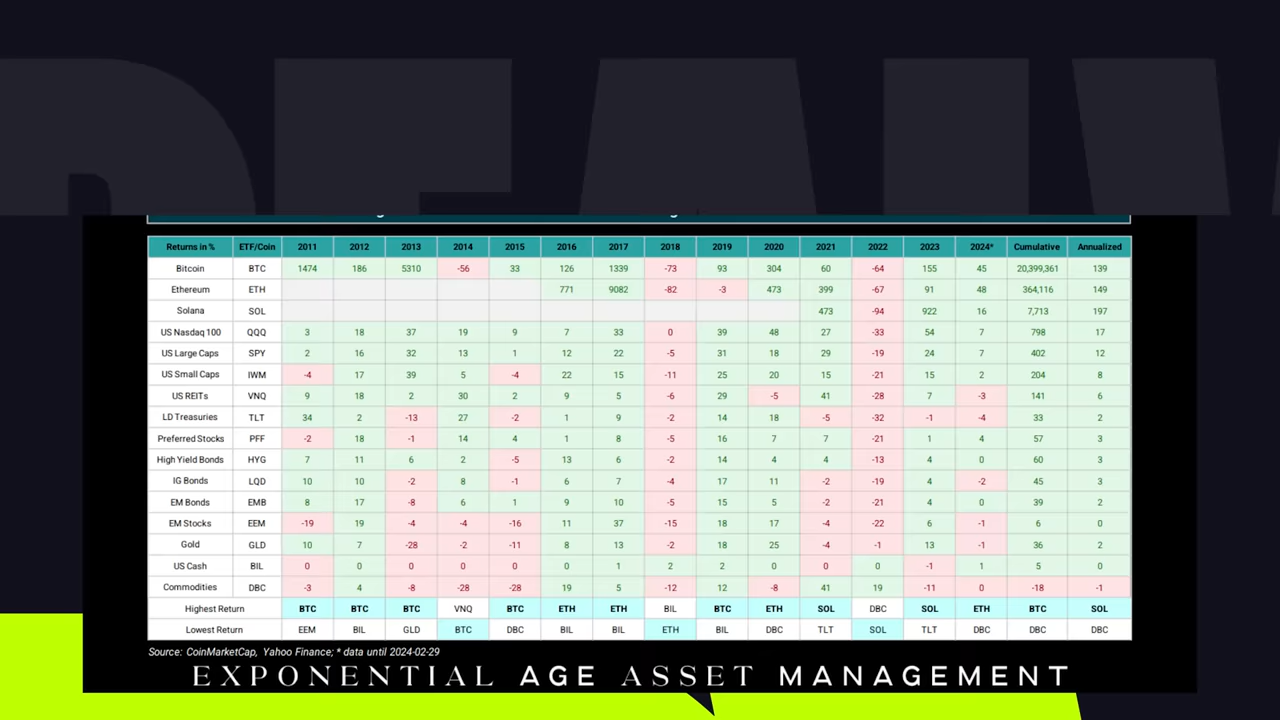 Returns in % ETF/Coin 2011 2012 2013 2014 2015 2016 2017 2018 2019 2020 2021 2022 2023 2024* Cumulative Annualized
Bitcoin BTC 1474 186 5310 -56 33 126 1339 -73 93 304 60 -64 155 45 20,399,361 139
Ethereum ETH 771 9082 -82 -3 473 399 -67 91 48 364,116 149
Solana SOL 473 -94 922 16 7,713 197
US Nasdaq 100 QQQ 3 18 37 19 9 7 33 0 39 48 27 -33 54 7 798 17
US Large Caps SPY 2 16 32 13 1 12 22 -5 31 18 29 -19 24 7 402 12
US Small Caps IWM -4 17 39 5 -4 22 15 -11 25 20 15 -21 15 2 204 8
US REITs VNQ 9 18 2 30 2 9 5 -6 29 -5 41 -28 7 -3 141 6
LD Treasuries TLT 34 2 -13 27 -2 1 9 -2 14 18 -5 -32 -1 -4 33 2
Preferred Stocks PFF -2 18 -1 14 4 1 8 -5 16 7 7 -21 1 4 57 3
High Yield Bonds HYG 7 11 6 2 -5 13 6 -2 14 4 4 -13 4 0 60 3
IG Bonds LQD 10 10 -2 8 -1 6 7 -4 17 11 -2 -19 4 -2 45 3
EM Bonds EMB 8 17 -8 6 1 9 10 -5 15 5 -2 -21 4 0 39 2
EM Stocks EEM -19 19 -4 -4 -16 11 37 -15 18 17 -4 -22 6 -1 6 0
Gold GLD 10 7 -28 -2 -11 8 13 -2 18 25 -4 -1 13 -1 36 2
US Cash BIL 0 0 0 0 0 0 1 2 2 0 0 0 -1 1 5 0
Commodities DBC -3 4 -8 -28 -28 19 5 -12 12 -8 41 19 -11 0 -18 -1
Highest Return BTC BTC BTC VNQ BTC ETH ETH BIL BTC ETH SOL DBC SOL ETH BTC SOL
Lowest Return EEM BIL GLD BTC DBC BIL BIL ETH BIL DBC TLT SOL TLT DBC DBC DBC
Source: CoinMarketCap, Yahoo Finance; * data until 2024-02-29
EXPONENTIAL AGE ASSET MANAGEMENT